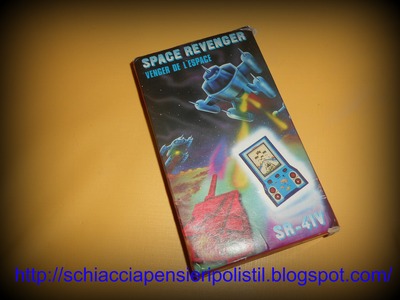 SPACE REVENGER
VENGER DE L'ESPACE
SR-41V
http://schiacciapensieripolistil.blogspot.com/